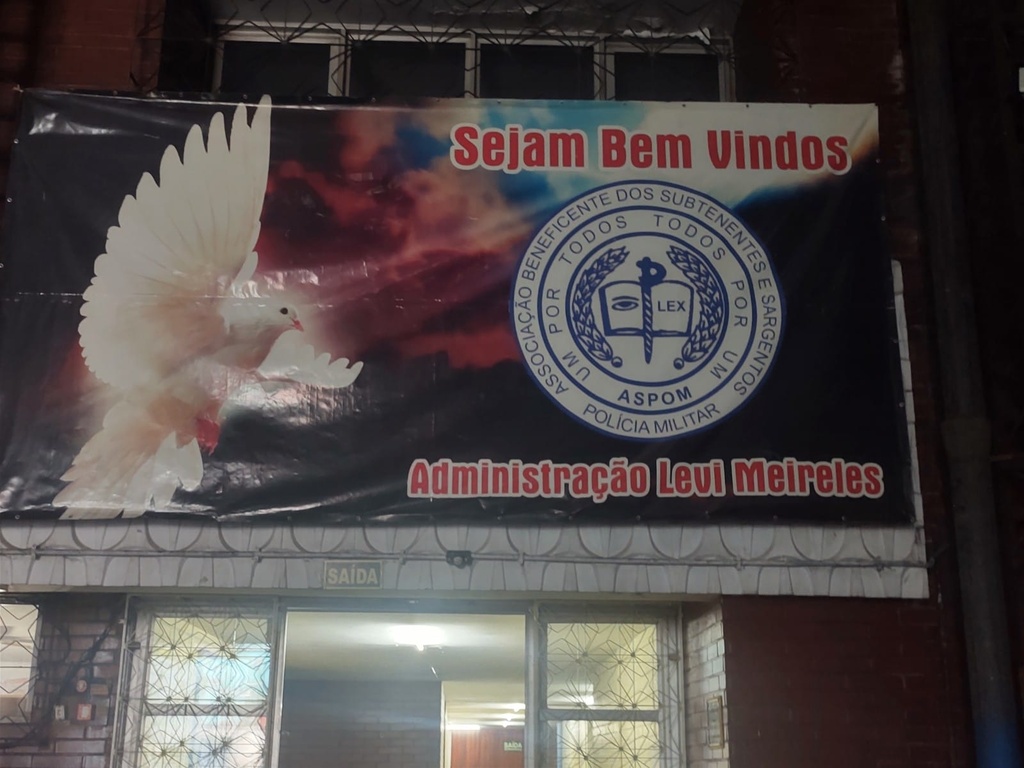 Sejam Bem Vindos
ASSOCIAÇÃO BENEFICENTE DOS SUBTENENTES E SARGENTOS
UM POR TODOS TODOS POR UM
LEX
ASPOM
POLÍCIA MILITAR
Administração Levi Meireles
SAÍDA
SAÍDA